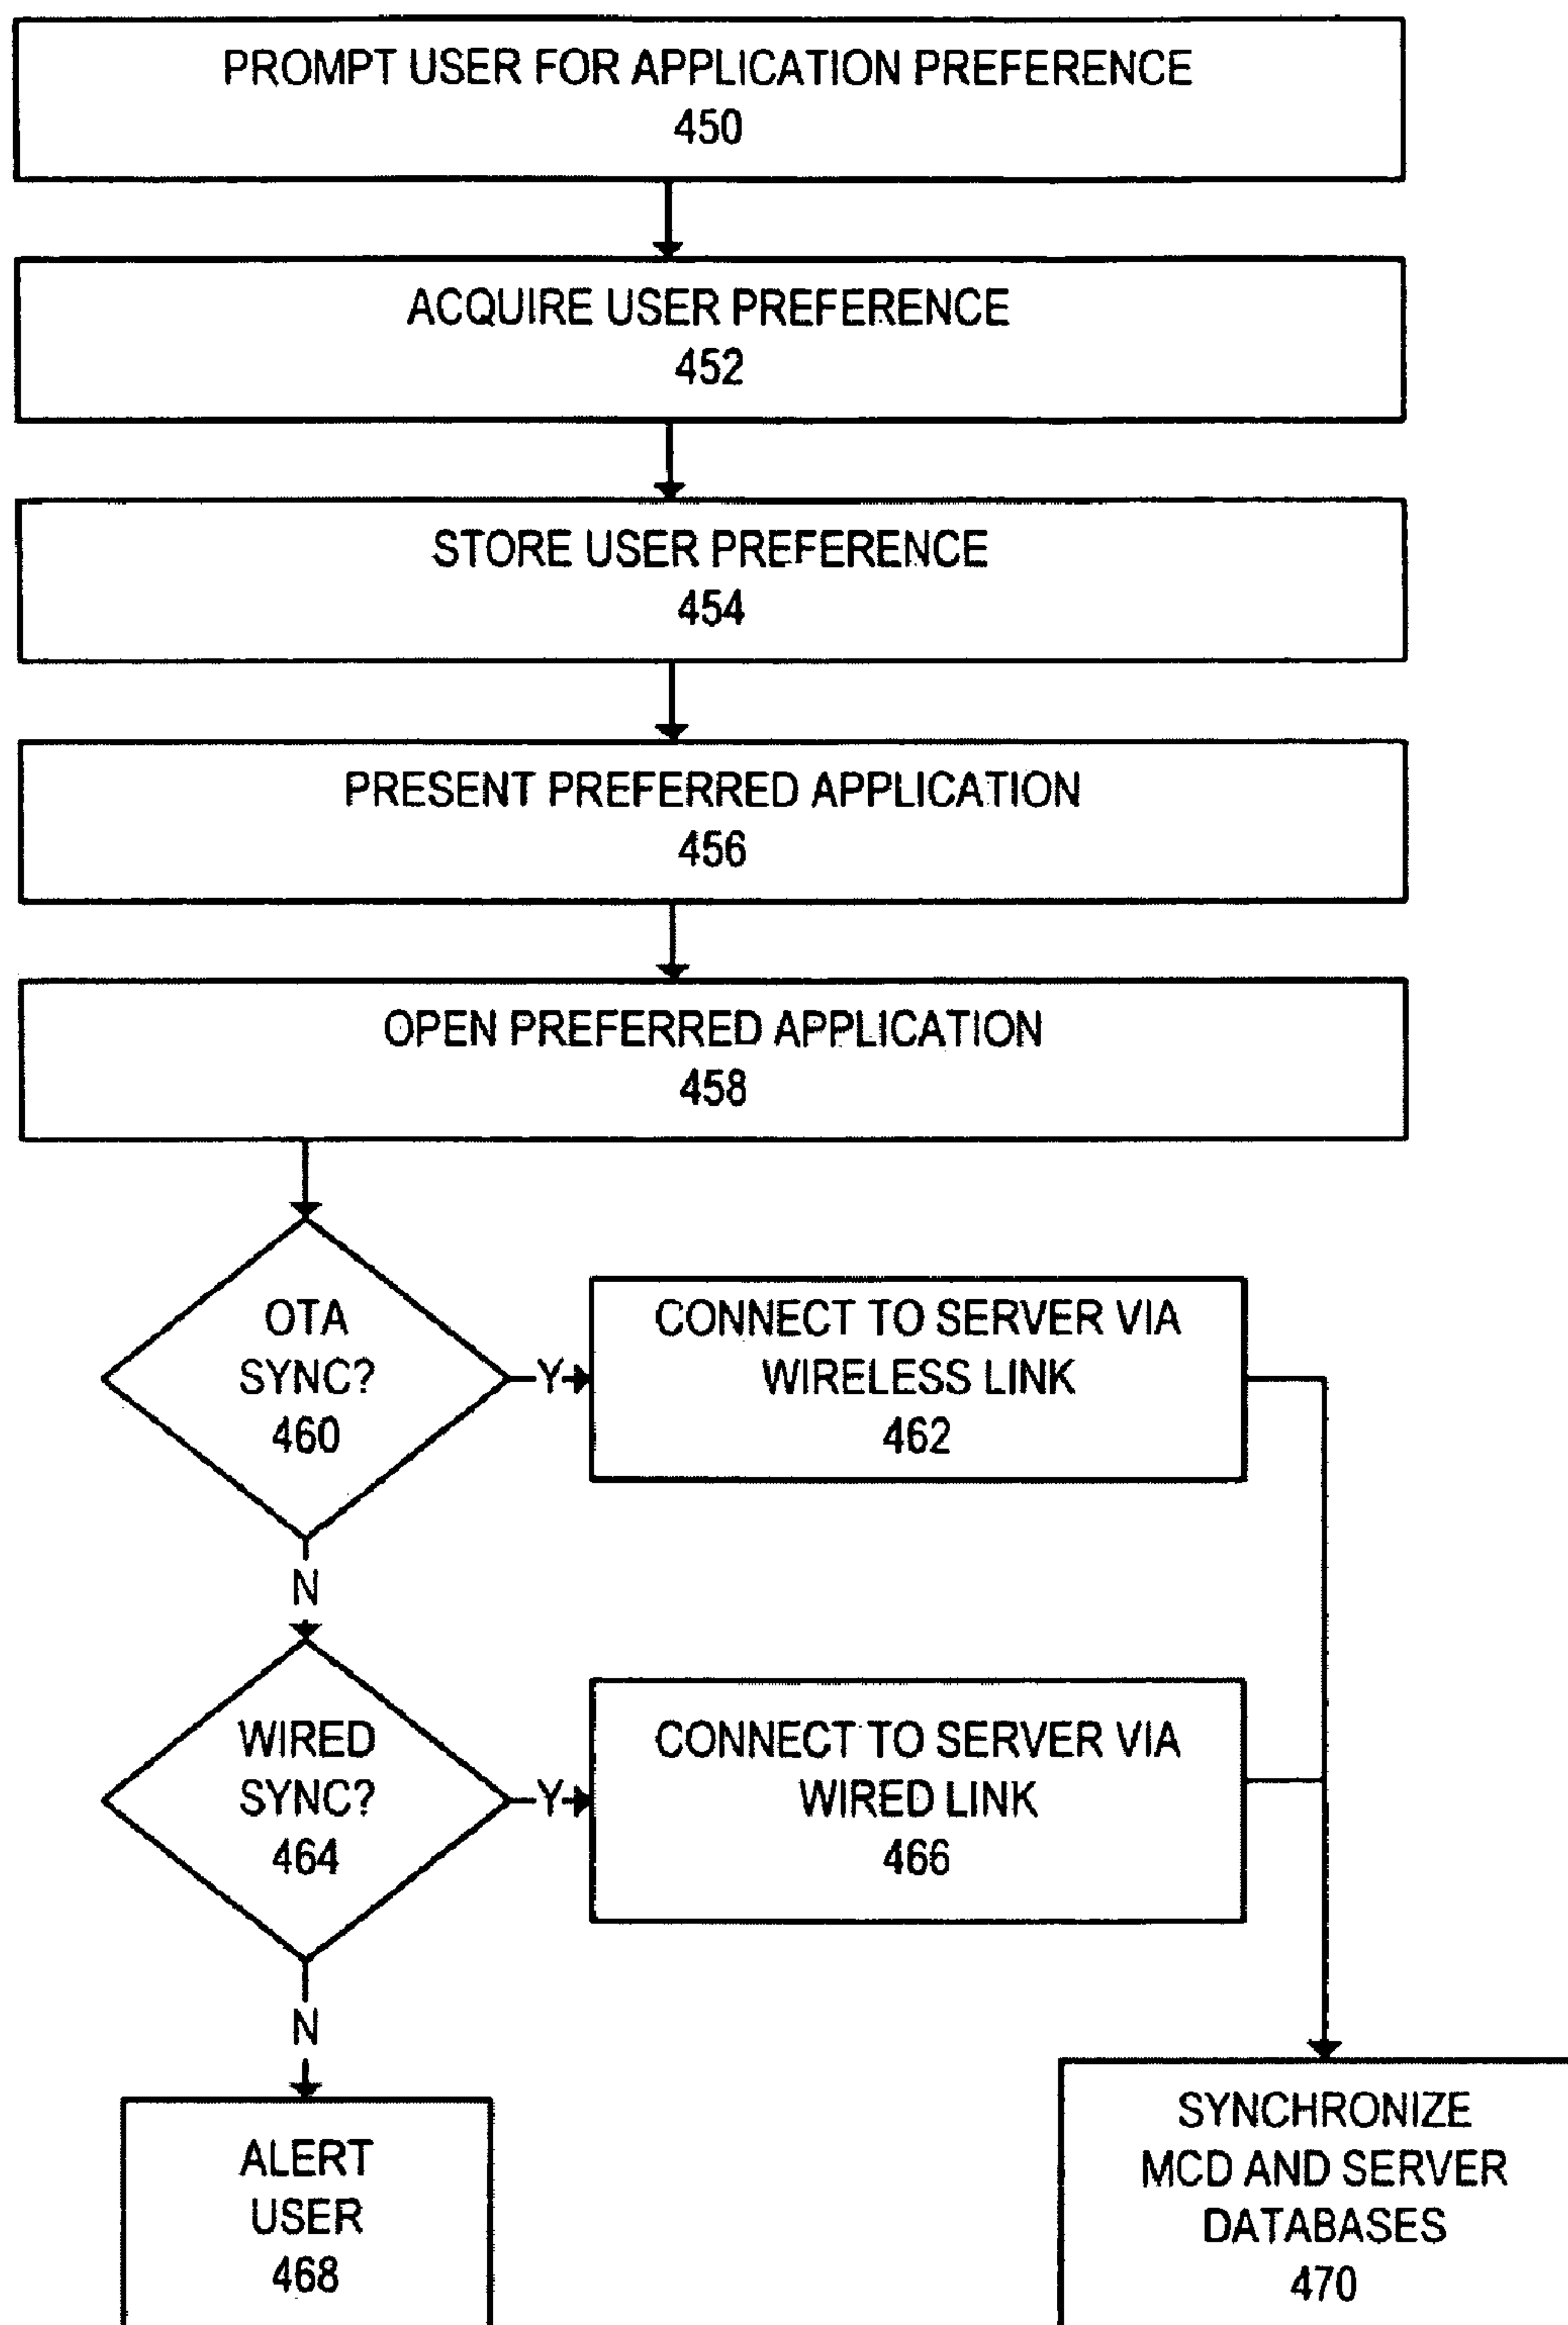 PROMPT USER FOR APPLICATION PREFERENCE
450
ACQUIRE USER PREFERENCE
452
STORE USER PREFERENCE
454
PRESENT PREFERRED APPLICATION
456
OPEN PREFERRED APPLICATION
458
OTA
SYNC?
460
Y
CONNECT TO SERVER VIA
WIRELESS LINK
462
N
WIRED
SYNC?
464
Y
CONNECT TO SERVER VIA
WIRED LINK
466
N
ALERT
USER
468
SYNCHRONIZE
MCD AND SERVER
DATABASES
470